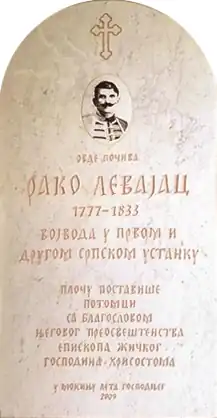 ОВДЕ ПОЧИВА
РАКО ЛЕВАЈАЦ
1777-1833
ВОЈВОДА У ПРВОМ И
ДРУГОМ СРПСКОМ УСТАНКУ
ПЛОЧУ ПОСТАВИШЕ
ПОТОМЦИ
СА БЛАГОСЛОВОМ
ЊЕГОВОГ ПРЕОСВЕШТЕНСТВА
ЕПИСКОПА ЖИЧКОГ
ГОСПОДИНА ХРИСОСТОМА
У ЛЕТА ГОСПОДЊЕГ
2009